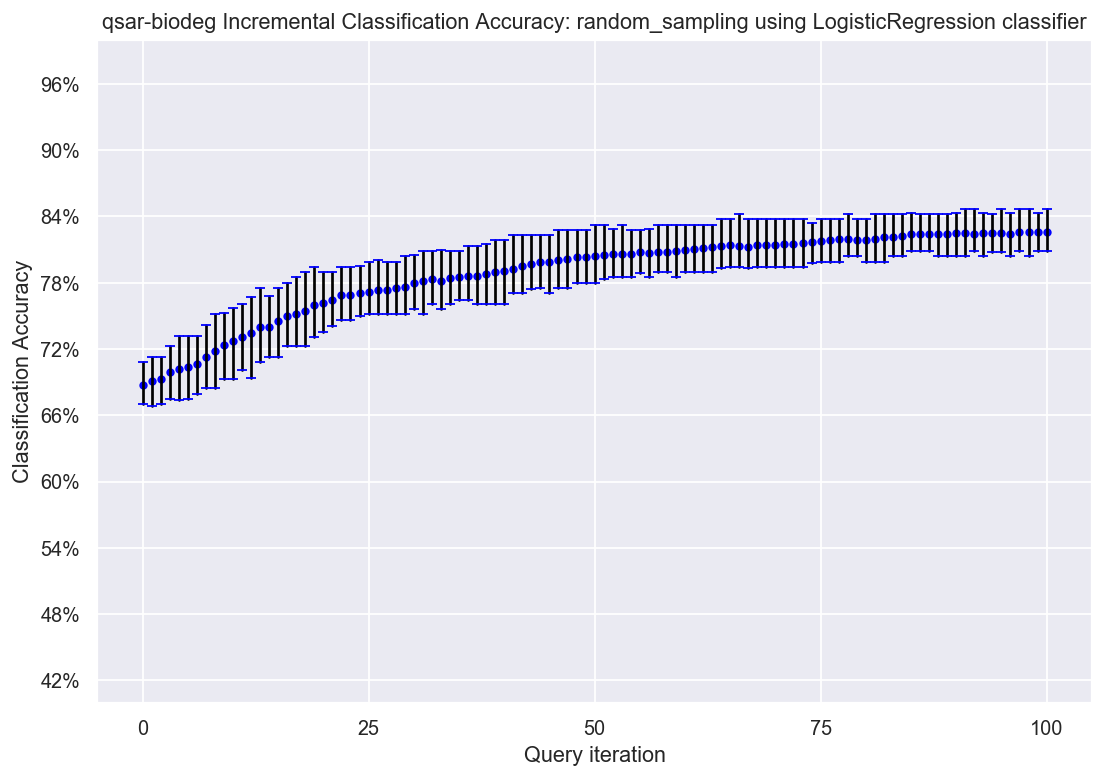 qsar-biodeg Incremental Classification Accuracy: random_sampling using LogisticRegression classifier
96%
90%
84%
78%
72%
66%
60%
54%
48%
42%
Classification Accuracy
0 25 50 75 100
Query iteration